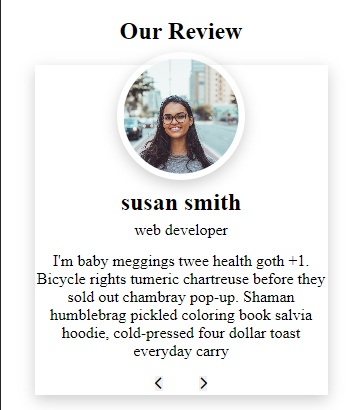 Our Review
susan smith
web developer
I'm baby meggings twee health goth +1.
Bicycle rights tumeric chartreuse before they
sold out chambray pop-up. Shaman
humblebrag pickled coloring book salvia
hoodie, cold-pressed four dollar toast
everyday carry